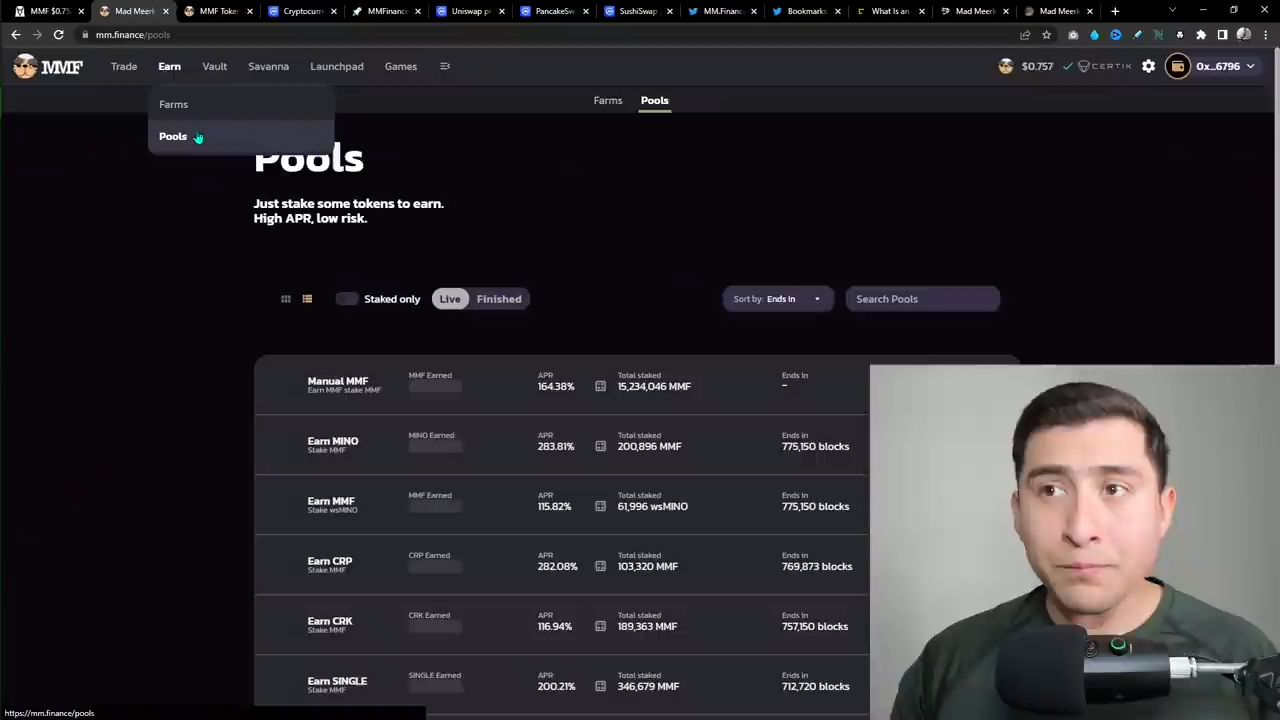 MMF $0.75
Mad Meerk
MMF Token
Cryptocurr
MMFinance
Uniswap pr
PancakeSw
SushiSwap
MM.Finance
Bookmarks
What Is an
Mad Meerk
Mad Meerk
mm.finance/pools
MMF
Trade
Earn
Vault
Savanna
Launchpad
Games
$0.757
CERTIK
0x_6796
Farms
Pools
Farms
Pools
Pools
Just stake some tokens to earn.
High APR, low risk.
Staked only
Live
Finished
Sort by: Ends In
Search Pools
Manual MMF
Earn MMF stake MMF
MMF Earned
APR
164.38%
Total staked
15,234,046 MMF
Ends in
-
Earn MINO
Stake MMF
MINO Earned
APR
283.81%
Total staked
200,896 MMF
Ends in
775,150 blocks
Earn MMF
Stake wsMINO
MMF Earned
APR
115.82%
Total staked
61,996 wsMINO
Ends in
775,150 blocks
Earn CRP
Stake MMF
CRP Earned
APR
282.08%
Total staked
103,320 MMF
Ends in
769,873 blocks
Earn CRK
Stake MMF
CRK Earned
APR
116.94%
Total staked
189,363 MMF
Ends in
757,150 blocks
Earn SINGLE
Stake MMF
SINGLE Earned
APR
200.21%
Total staked
346,679 MMF
Ends in
712,720 blocks
https://mm.finance/pools